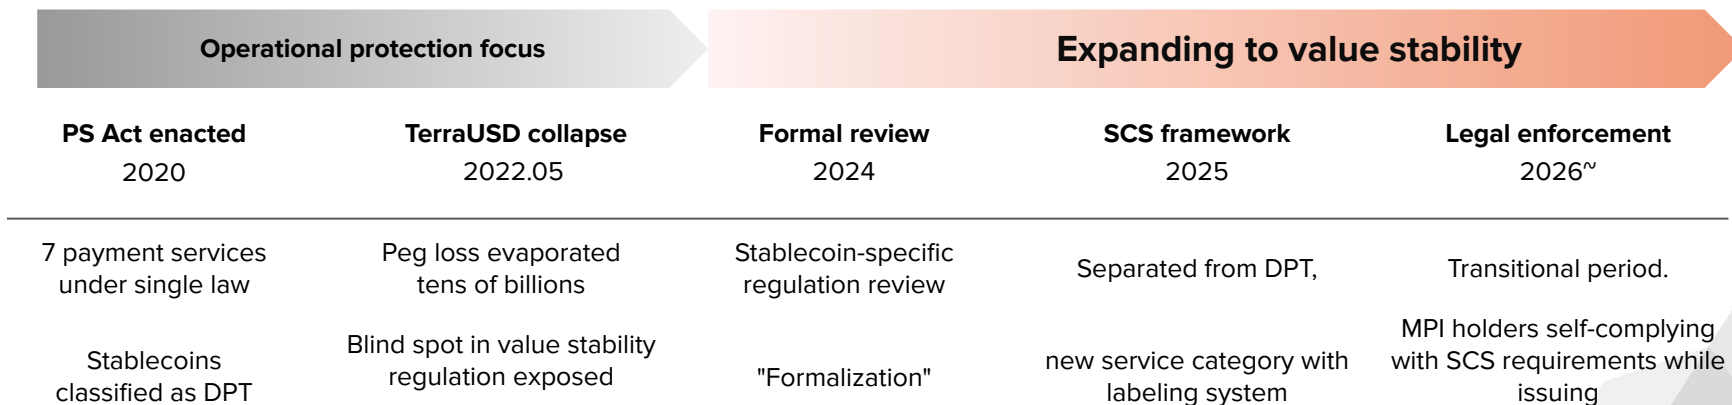 Operational protection focus
Expanding to value stability
PS Act enacted
2020
TerraUSD collapse
2022.05
Formal review
2024
SCS framework
2025
Legal enforcement
2026~
7 payment services
under single law
Peg loss evaporated
tens of billions
Stablecoin-specific
regulation review
Separated from DPT,
Transitional period.
Stablecoins
classified as DPT
Blind spot in value stability
regulation exposed
"Formalization"
new service category with
labeling system
MPI holders self-complying
with SCS requirements while
issuing